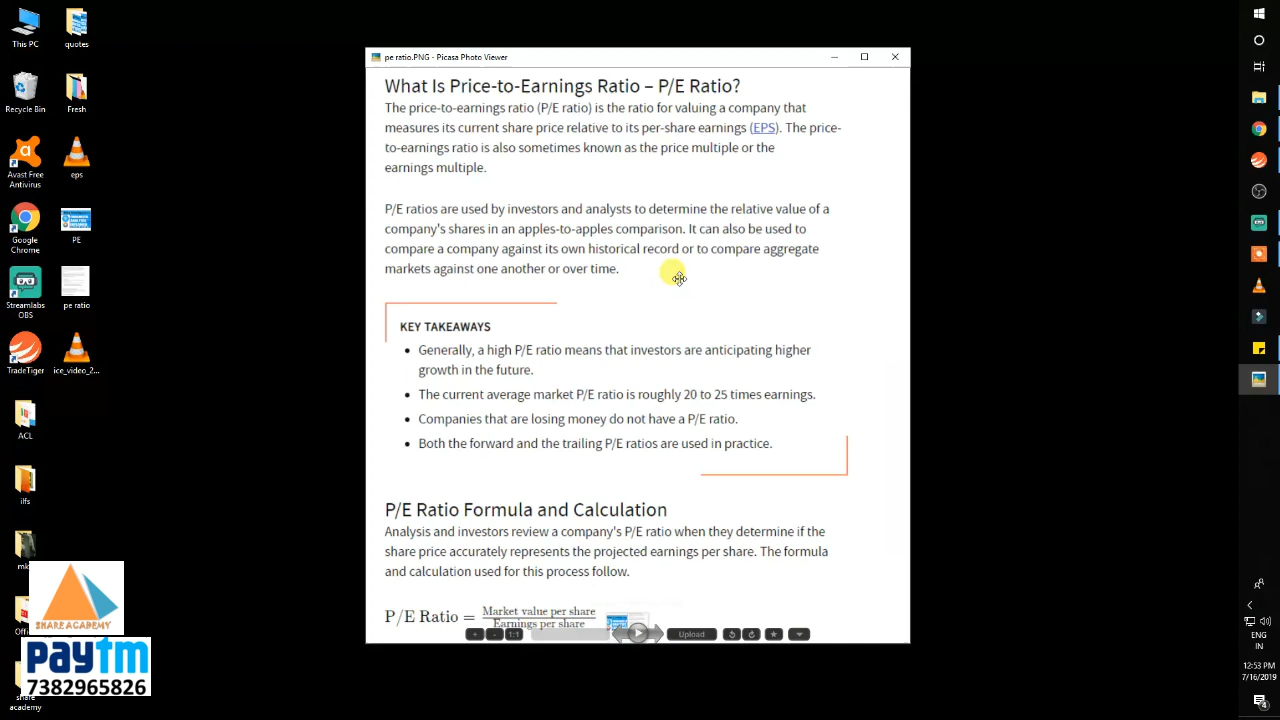 This PC
quotes
Recycle Bin
Fresh
Avast Free
Antivirus
eps
Google
Chrome
PE
Streamlabs
OBS
pe ratio
TradeTiger
ice_video_2...
ACL
ilfs
SHARE ACADEMY
paytm
7382965826
share
academy
pe ratio.PNG - Picasa Photo Viewer
What Is Price-to-Earnings Ratio – P/E Ratio?
The price-to-earnings ratio (P/E ratio) is the ratio for valuing a company that
measures its current share price relative to its per-share earnings (EPS). The price-
to-earnings ratio is also sometimes known as the price multiple or the
earnings multiple.
P/E ratios are used by investors and analysts to determine the relative value of a
company's shares in an apples-to-apples comparison. It can also be used to
compare a company against its own historical record or to compare aggregate
markets against one another or over time.
KEY TAKEAWAYS
• Generally, a high P/E ratio means that investors are anticipating higher
growth in the future.
• The current average market P/E ratio is roughly 20 to 25 times earnings.
• Companies that are losing money do not have a P/E ratio.
• Both the forward and the trailing P/E ratios are used in practice.
P/E Ratio Formula and Calculation
Analysis and investors review a company's P/E ratio when they determine if the
share price accurately represents the projected earnings per share. The formula
and calculation used for this process follow.
P/E Ratio = Market value per share
Earnings per share
1:1
Upload
ENG
IN
12:53 PM
7/16/2019
4